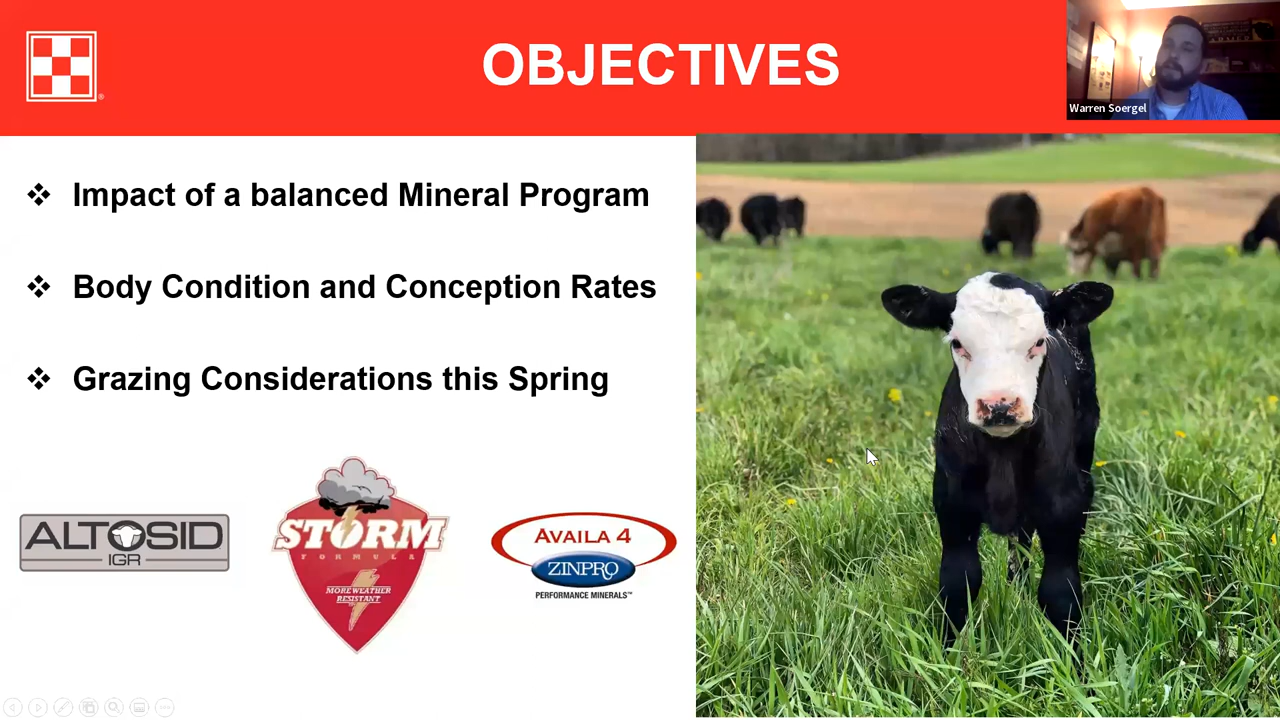 OBJECTIVES
Warren Soergel
Impact of a balanced Mineral Program
Body Condition and Conception Rates
Grazing Considerations this Spring
ALTOSID
IGR
STORM
FORMULA
MORE WEATHER
RESISTANT
AVAILA 4
ZINPRO
PERFORMANCE MINERALS™
®